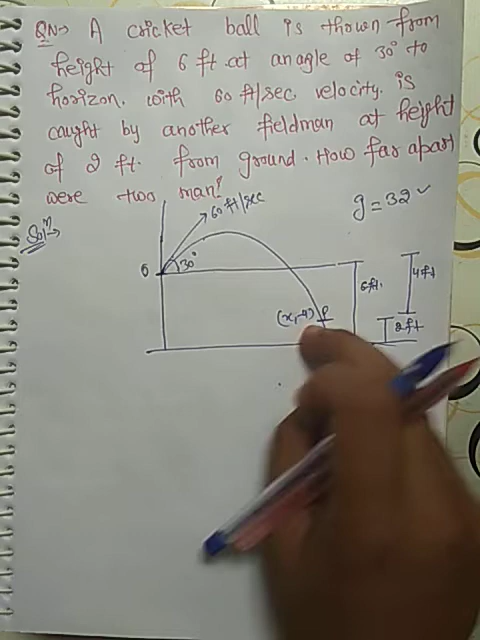 QN→ A cricket ball is thown from
height of 6 ft at an angle of 30° to
horizon. with 60 ft/sec velocity. is
caught by another fieldman at height
of 2 ft. from ground. How far apart
were two man?
60 ft/sec
g = 32
Solⁿ→
30°
6
6ft.
4ft
(x,-4)
2ft